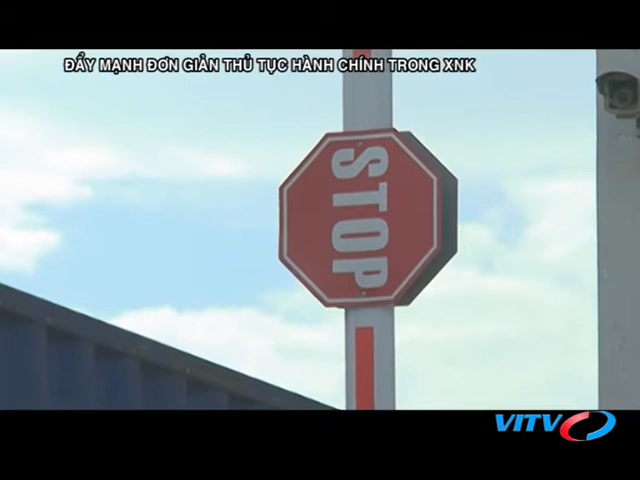 ĐẨY MẠNH ĐƠN GIẢN THỦ TỤC HÀNH CHÍNH TRONG XNK
STOP
VITV